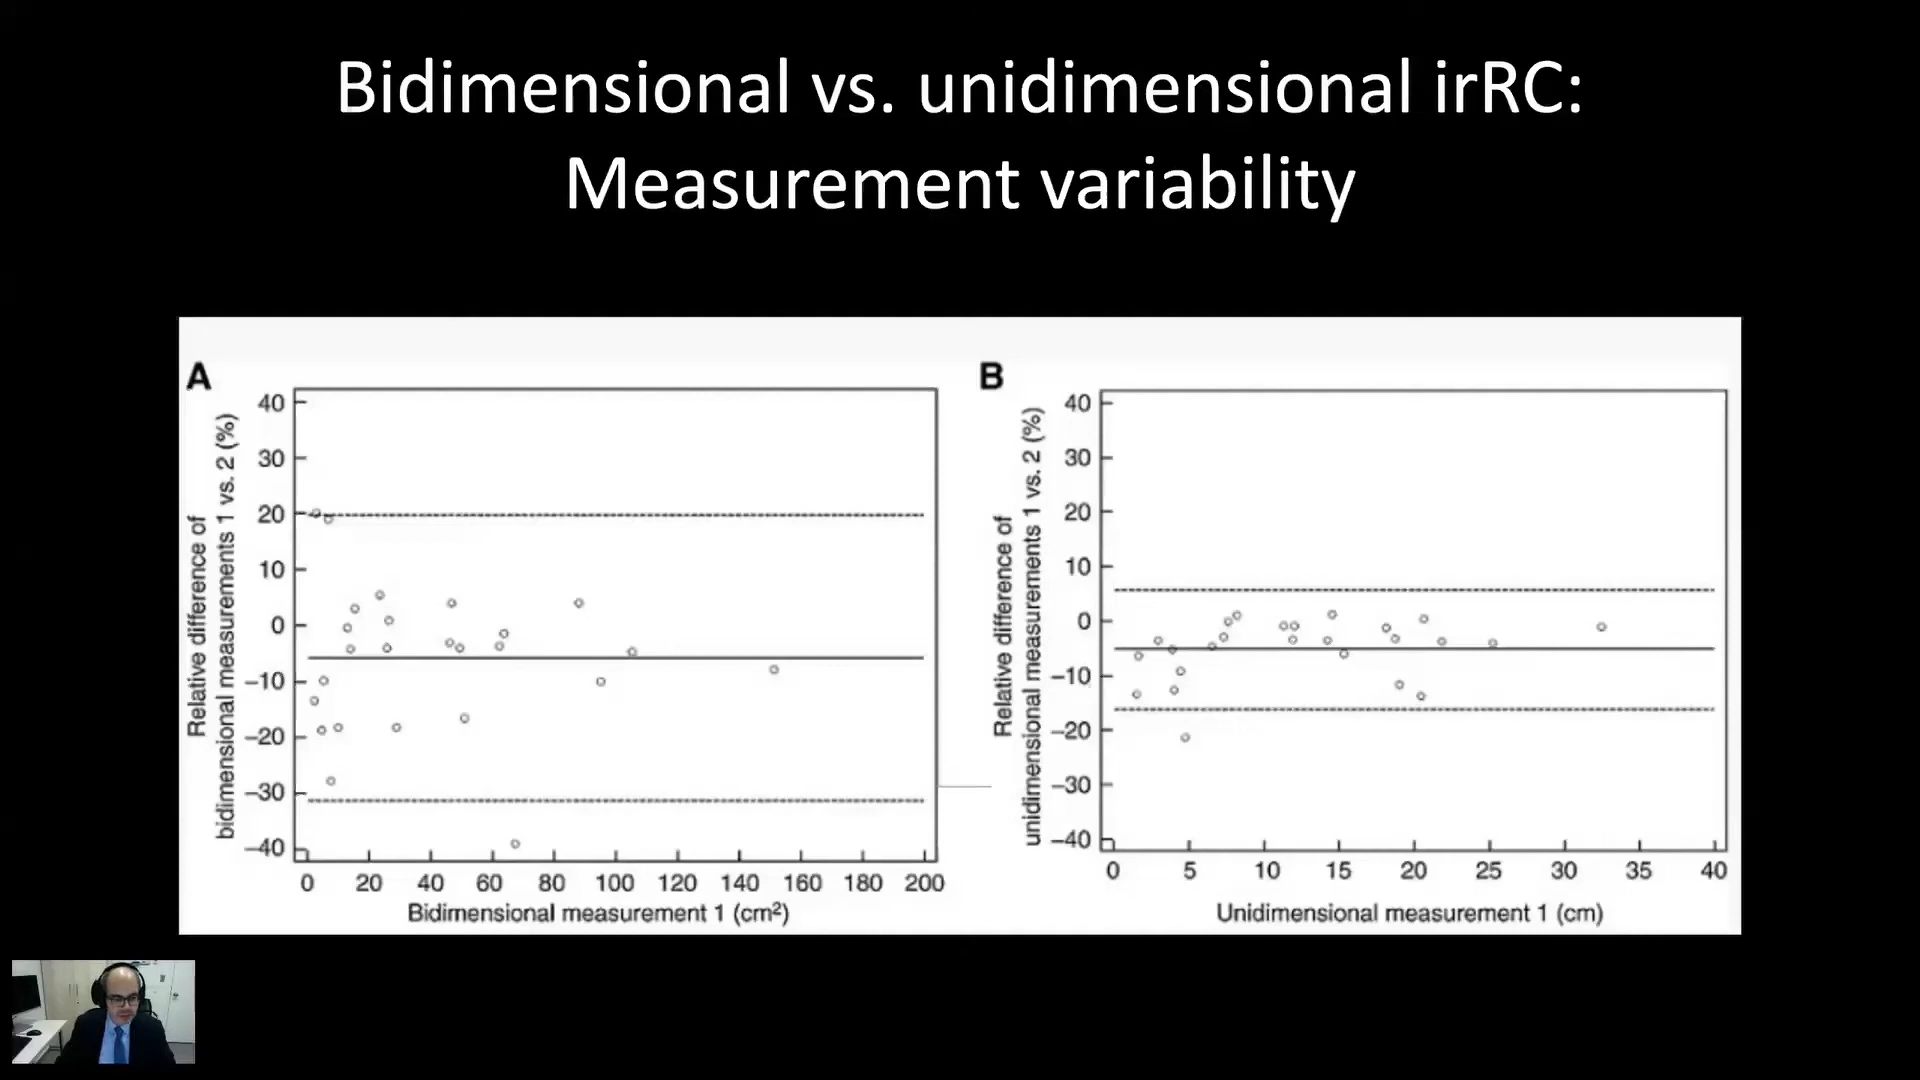 Bidimensional vs. unidimensional irRC:
Measurement variability
A
Relative difference of
bidimensional measurements 1 vs. 2 (%)
40
30
20
10
0
–10
–20
–30
–40
0 20 40 60 80 100 120 140 160 180 200
Bidimensional measurement 1 (cm²)
B
Relative difference of
unidimensional measurements 1 vs. 2 (%)
40
30
20
10
0
–10
–20
–30
–40
0 5 10 15 20 25 30 35 40
Unidimensional measurement 1 (cm)